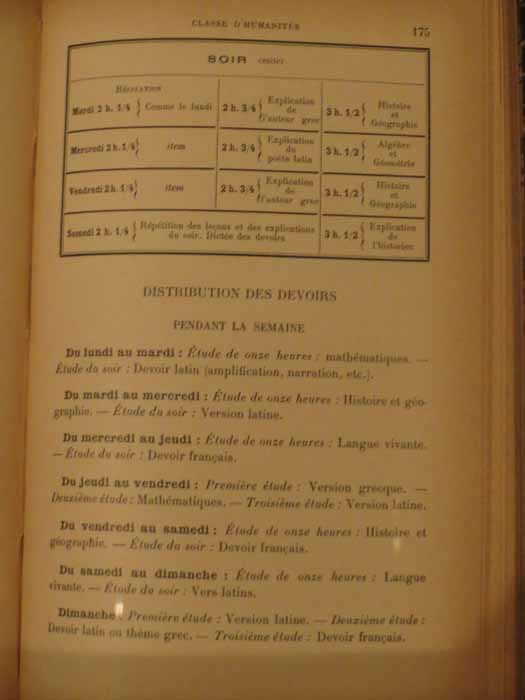 CLASSE D'HUMANITÉS 175
SOIR (suite)
RÉCITATION
Mardi 2 h. 1/4 { Comme le lundi 2 h. 3/4 { Explication de l'auteur grec 3 h. 1/2 { Histoire et Géographie
Mercredi 2 h. 1/4 { item 2 h. 3/4 { Explication du poète latin 3 h. 1/2 { Algèbre et Géométrie
Vendredi 2 h. 1/4 { item 2 h. 3/4 { Explication de l'auteur grec 3 h. 1/2 { Histoire et Géographie
Samedi 2 h. 1/4 { Répétition des leçons et des explications du soir. Dictée des devoirs 3 h. 1/2 { Explication de l'historien
DISTRIBUTION DES DEVOIRS
PENDANT LA SEMAINE
Du lundi au mardi : Étude de onze heures : mathématiques. —
Étude du soir : Devoir latin (amplification, narration, etc.).
Du mardi au mercredi : Étude de onze heures : Histoire et géo-
graphie. — Étude du soir : Version latine.
Du mercredi au jeudi : Étude de onze heures : Langue vivante.
— Étude du soir : Devoir français.
Du jeudi au vendredi : Première étude : Version grecque. —
Deuxième étude : Mathématiques. — Troisième étude : Version latine.
Du vendredi au samedi : Étude de onze heures : Histoire et
géographie. — Étude du soir : Devoir français.
Du samedi au dimanche : Étude de onze heures : Langue
vivante. — Étude du soir : Vers latins.
Dimanche : Première étude : Version latine. — Deuxième étude :
Devoir latin ou thème grec. — Troisième étude : Devoir français.